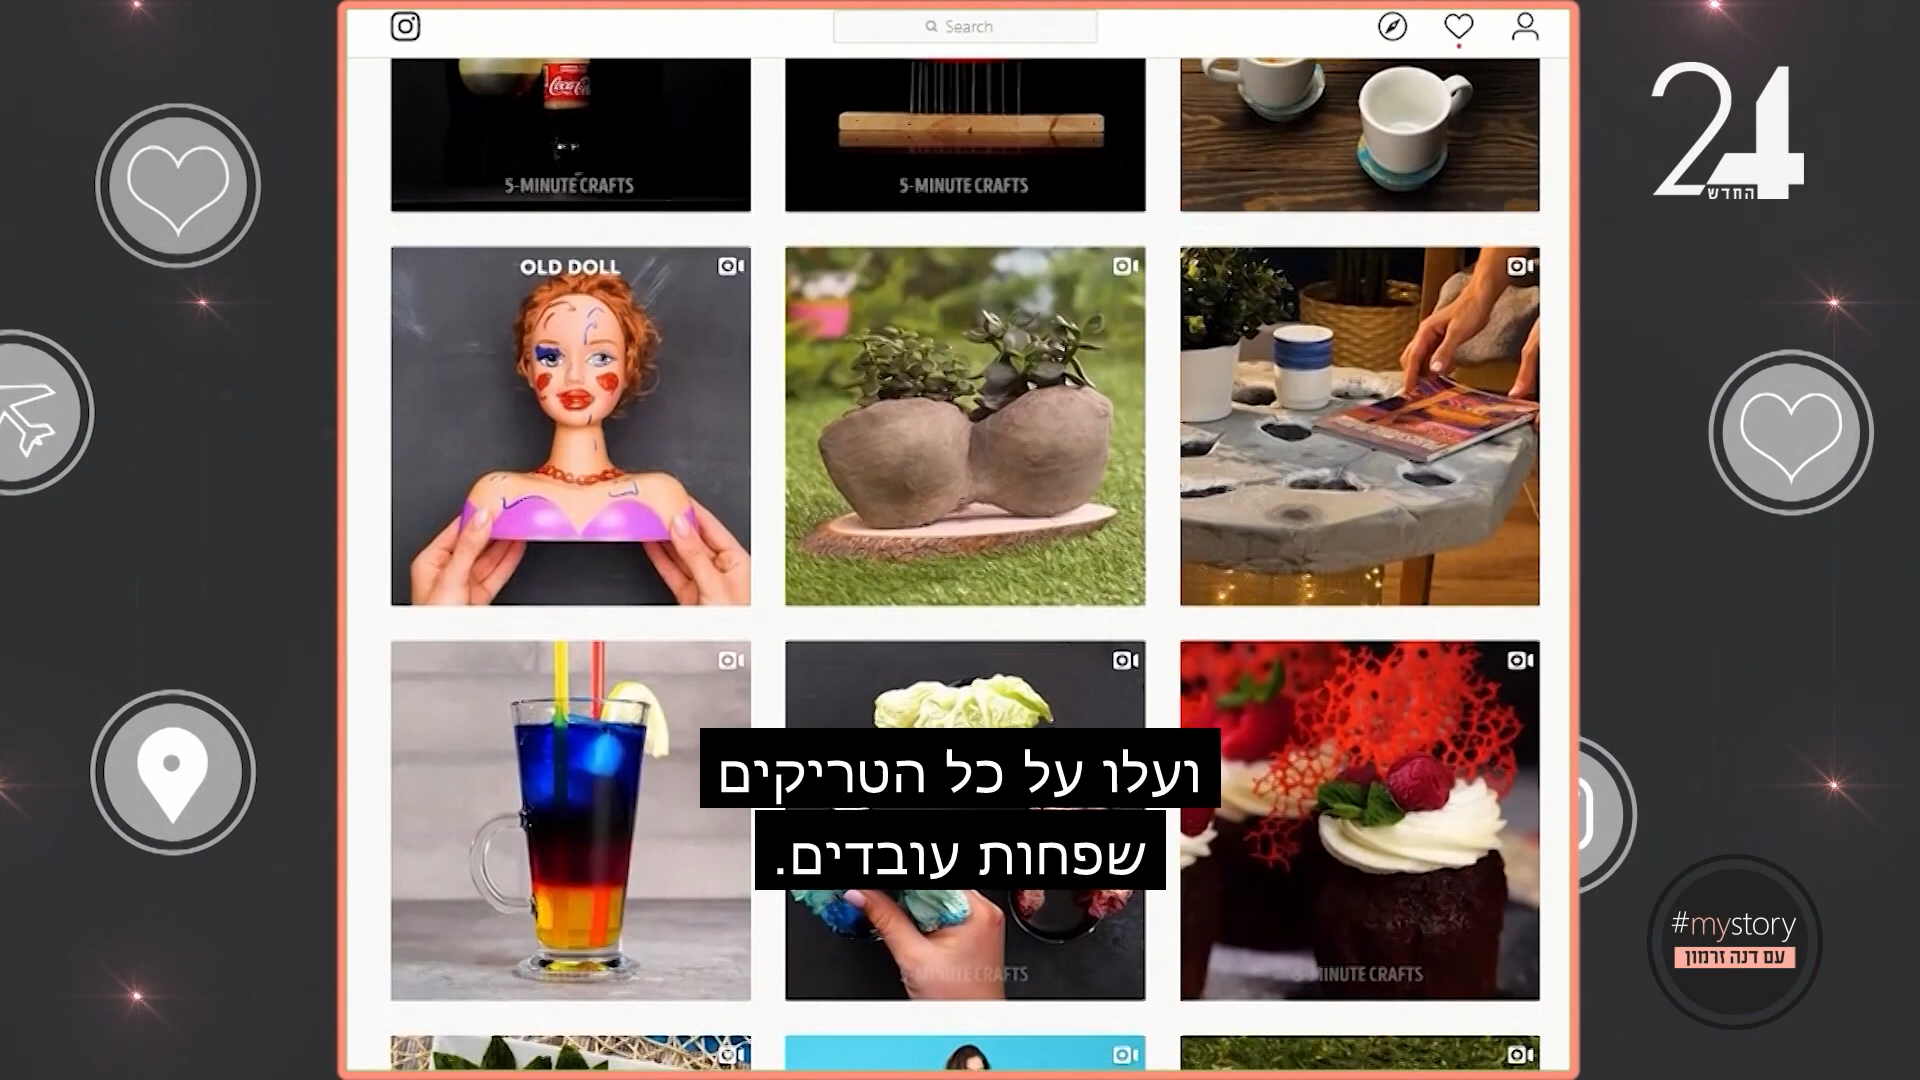 Search
24
החדש
5-MINUTE CRAFTS
5-MINUTE CRAFTS
OLD DOLL
ועלו על כל הטריקים
שפחות עובדים.
5-MINUTE CRAFTS
5-MINUTE CRAFTS
#mystory
עם דנה זרמון